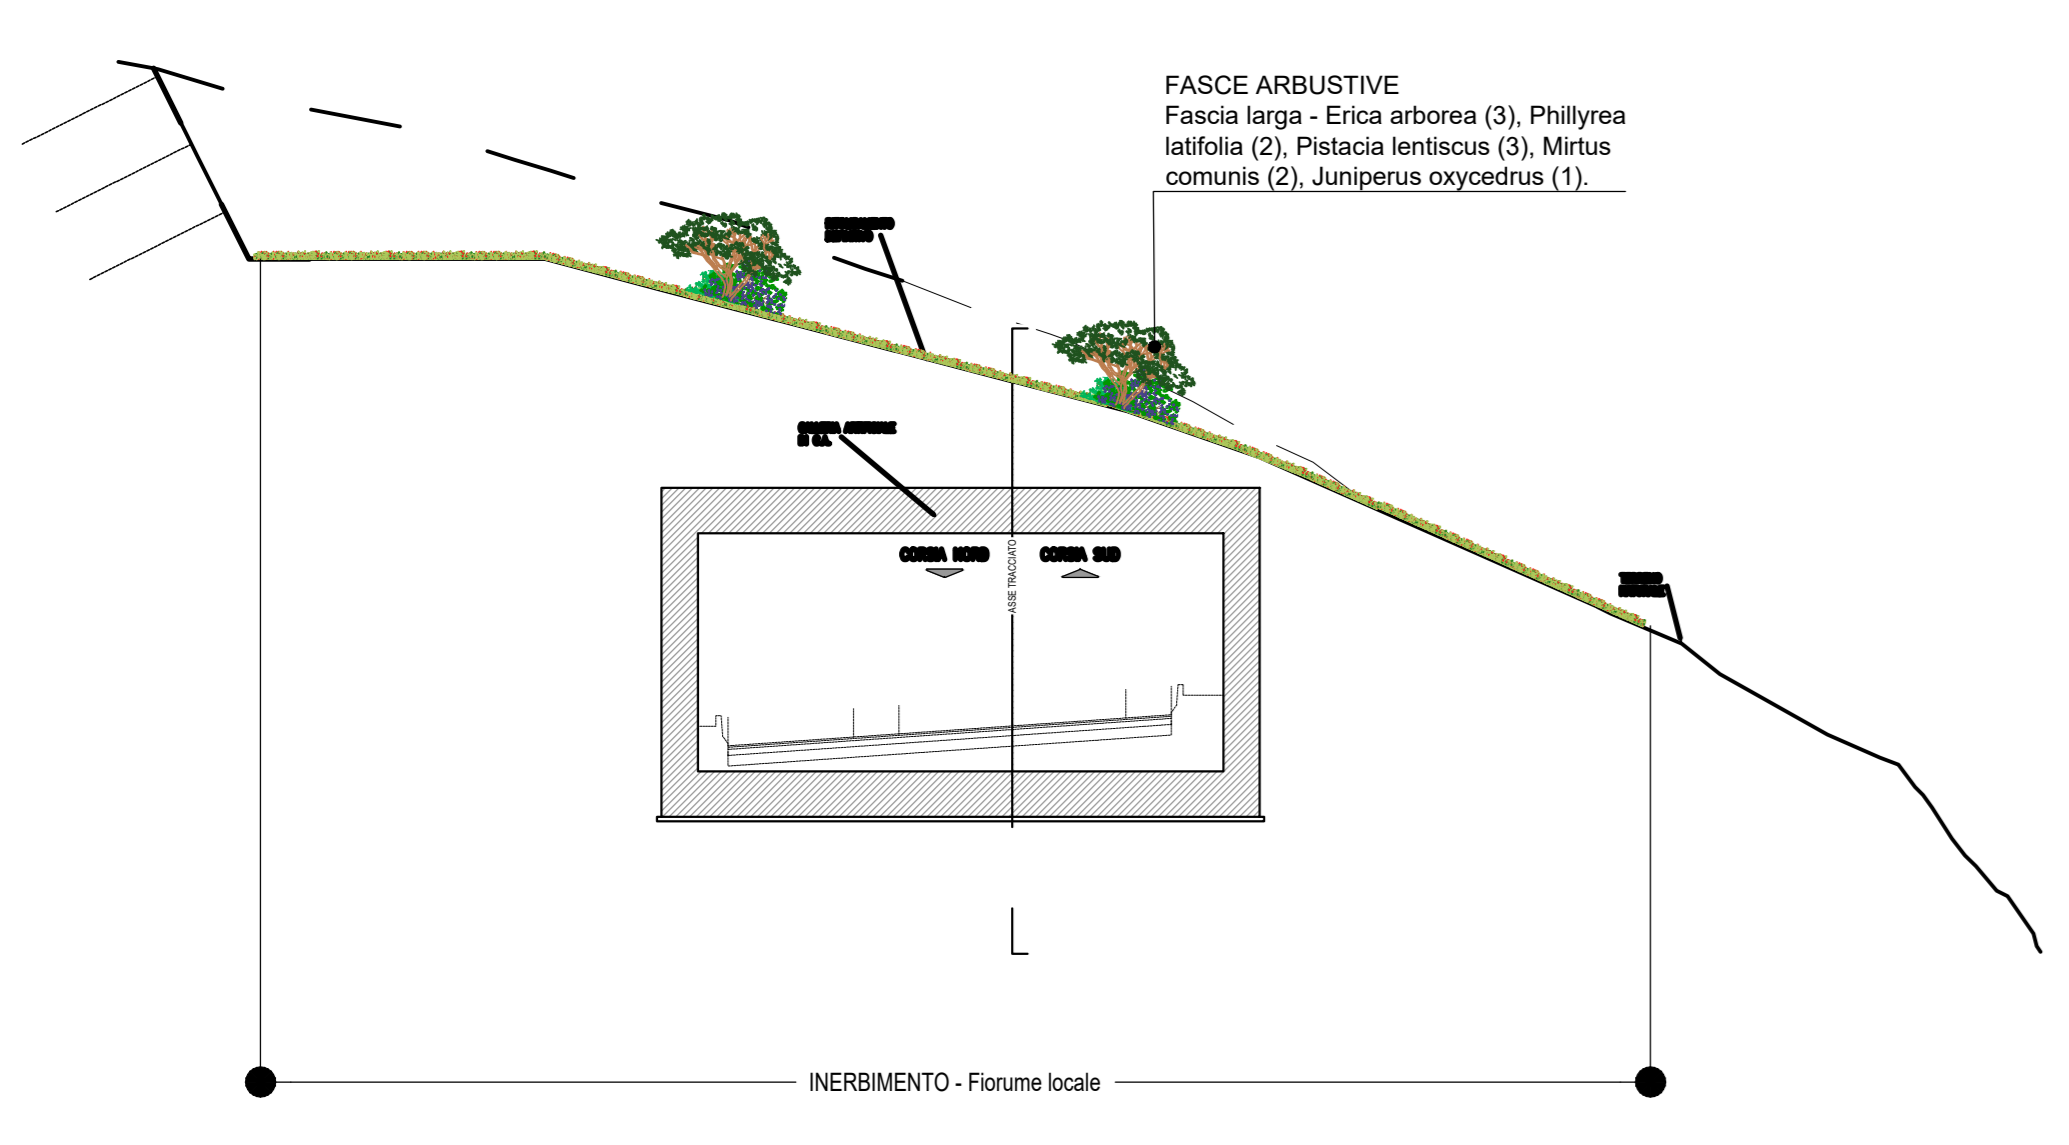 FASCE ARBUSTIVE
Fascia larga - Erica arborea (3), Phillyrea
latifolia (2), Pistacia lentiscus (3), Mirtus
comunis (2), Juniperus oxycedrus (1).
DI C.A.
CORSIA NORD
CORSIA SUD
ASSE TRACCIATO
INERBIMENTO - Fiorume locale